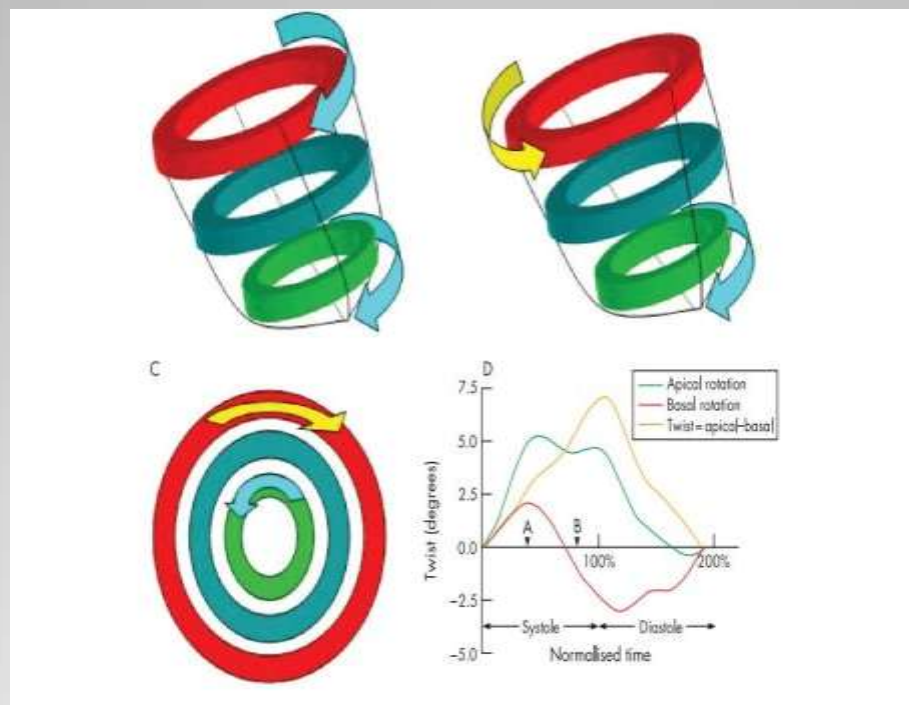 C
D
7.5
5.0
2.5
0.0
−2.5
−5.0
Twist (degrees)
Apical rotation
Basal rotation
Twist=apical–basal
A
B
100%
200%
Systole
Diastole
Normalised time